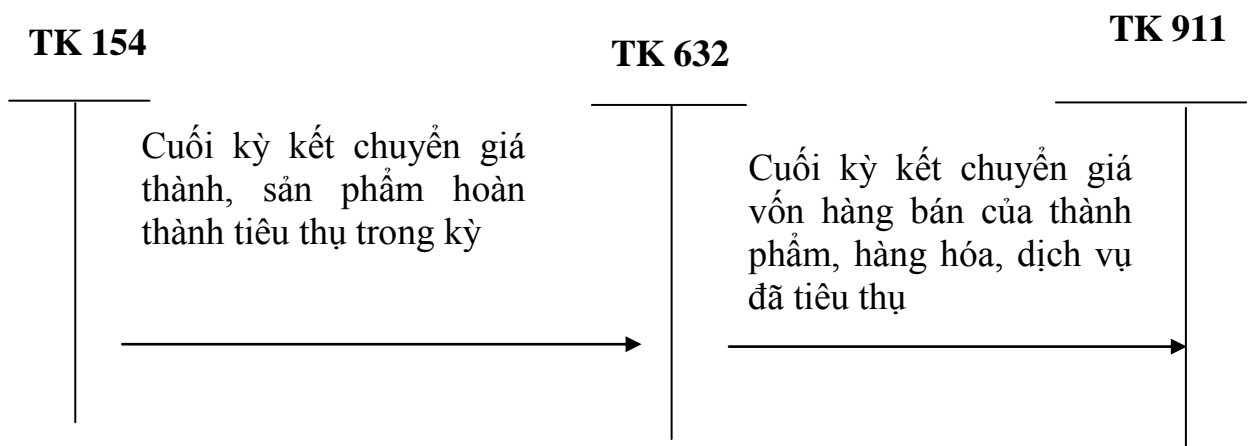 TK 154
TK 632
TK 911
Cuối kỳ kết chuyển giá
thành, sản phẩm hoàn
thành tiêu thụ trong kỳ
Cuối kỳ kết chuyển giá
vốn hàng bán của thành
phẩm, hàng hóa, dịch vụ
đã tiêu thụ